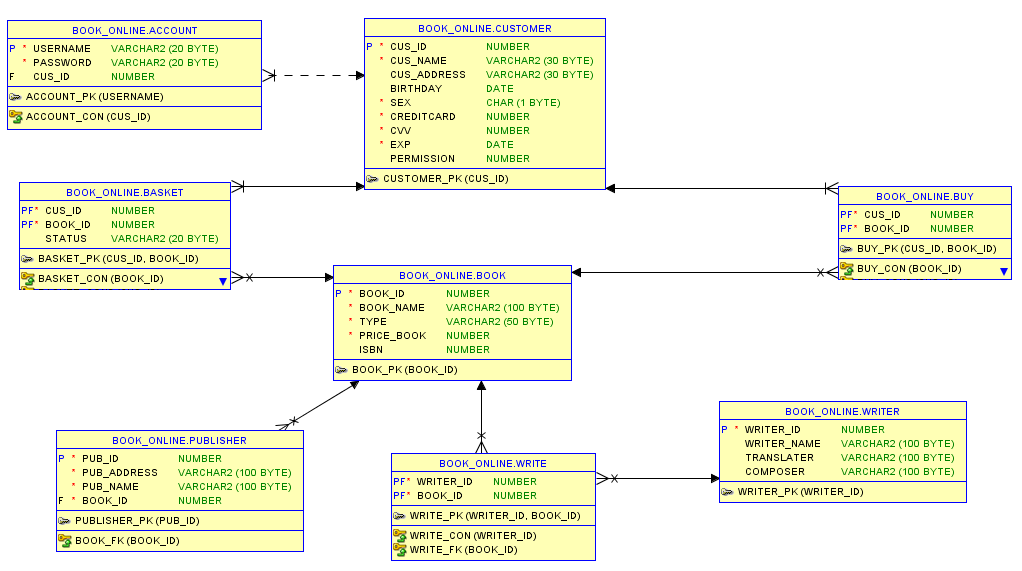 BOOK_ONLINE.ACCOUNT
P * USERNAME VARCHAR2 (20 BYTE)
* PASSWORD VARCHAR2 (20 BYTE)
F CUS_ID NUMBER
ACCOUNT_PK (USERNAME)
ACCOUNT_CON (CUS_ID)
BOOK_ONLINE.CUSTOMER
P * CUS_ID NUMBER
* CUS_NAME VARCHAR2 (30 BYTE)
CUS_ADDRESS VARCHAR2 (30 BYTE)
BIRTHDAY DATE
* SEX CHAR (1 BYTE)
* CREDITCARD NUMBER
* CVV NUMBER
* EXP DATE
PERMISSION NUMBER
CUSTOMER_PK (CUS_ID)
BOOK_ONLINE.BASKET
PF* CUS_ID NUMBER
PF* BOOK_ID NUMBER
STATUS VARCHAR2 (20 BYTE)
BASKET_PK (CUS_ID, BOOK_ID)
BASKET_CON (BOOK_ID)
BOOK_ONLINE.BUY
PF* CUS_ID NUMBER
PF* BOOK_ID NUMBER
BUY_PK (CUS_ID, BOOK_ID)
BUY_CON (BOOK_ID)
BOOK_ONLINE.BOOK
P * BOOK_ID NUMBER
* BOOK_NAME VARCHAR2 (100 BYTE)
* TYPE VARCHAR2 (50 BYTE)
* PRICE_BOOK NUMBER
ISBN NUMBER
BOOK_PK (BOOK_ID)
BOOK_ONLINE.PUBLISHER
P * PUB_ID NUMBER
* PUB_ADDRESS VARCHAR2 (100 BYTE)
* PUB_NAME VARCHAR2 (100 BYTE)
F * BOOK_ID NUMBER
PUBLISHER_PK (PUB_ID)
BOOK_FK (BOOK_ID)
BOOK_ONLINE.WRITE
PF* WRITER_ID NUMBER
PF* BOOK_ID NUMBER
WRITE_PK (WRITER_ID, BOOK_ID)
WRITE_CON (WRITER_ID)
WRITE_FK (BOOK_ID)
BOOK_ONLINE.WRITER
P * WRITER_ID NUMBER
WRITER_NAME VARCHAR2 (100 BYTE)
TRANSLATER VARCHAR2 (100 BYTE)
COMPOSER VARCHAR2 (100 BYTE)
WRITER_PK (WRITER_ID)